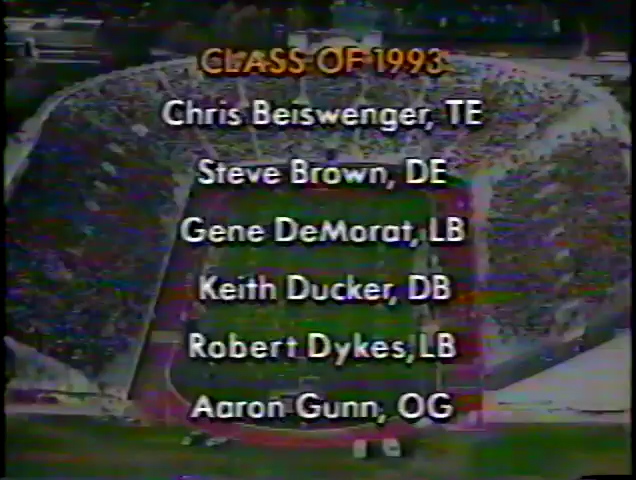 CLASS OF 1993
Chris Beiswenger, TE
Steve Brown, DE
Gene DeMorat, LB
Keith Ducker, DB
Robert Dykes, LB
Aaron Gunn, OG